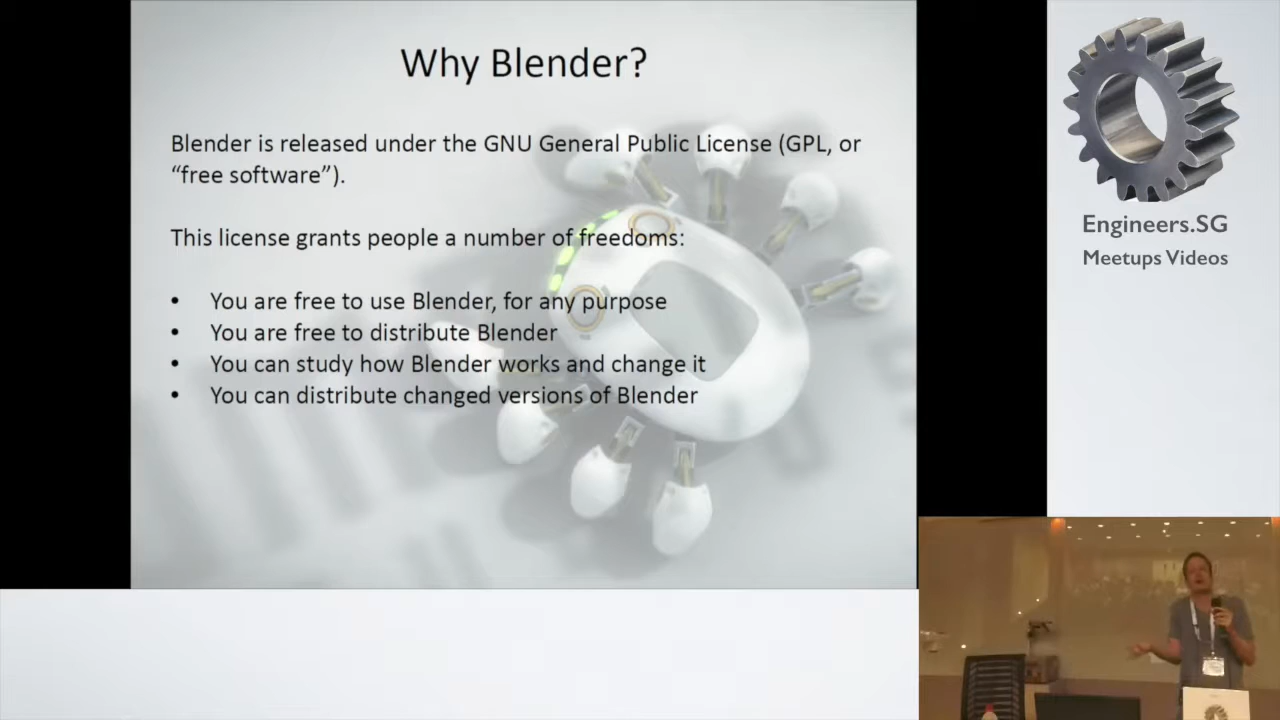 Why Blender?
Blender is released under the GNU General Public License (GPL, or
“free software”).
This license grants people a number of freedoms:
• You are free to use Blender, for any purpose
• You are free to distribute Blender
• You can study how Blender works and change it
• You can distribute changed versions of Blender
Engineers.SG
Meetups Videos